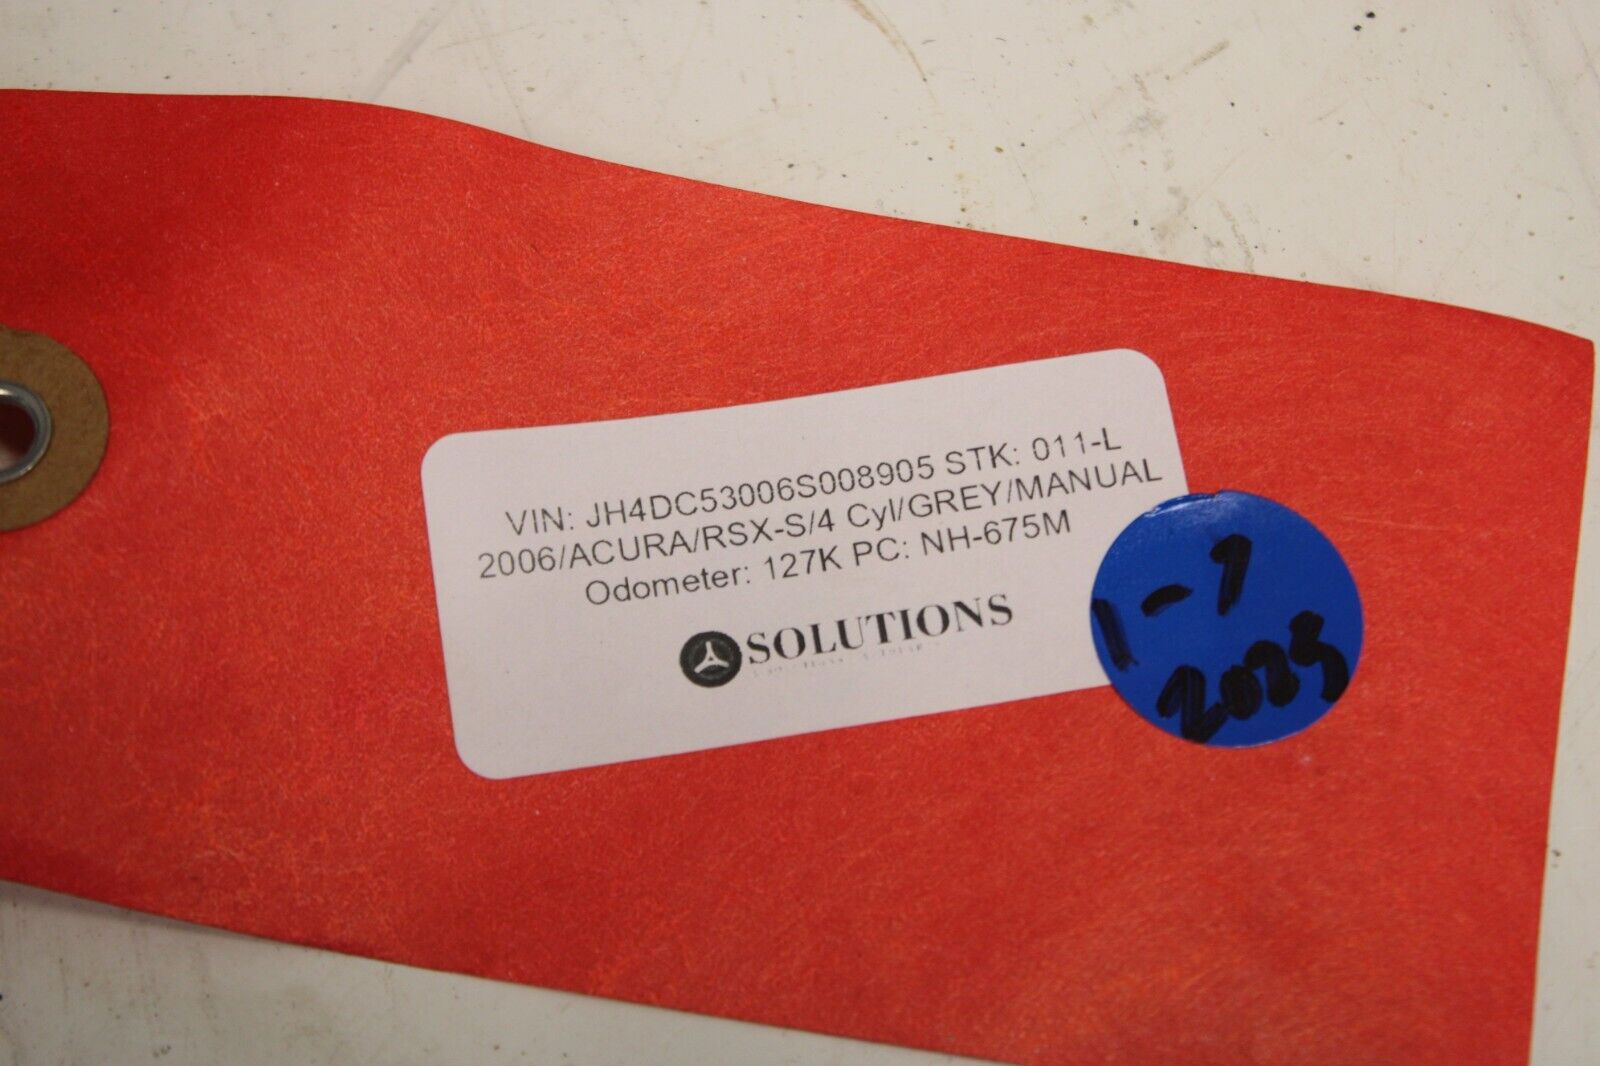 VIN: JH4DC53006S008905 STK: 011-L
2006/ACURA/RSX-S/4 Cyl/GREY/MANUAL
Odometer: 127K PC: NH-675M
SOLUTIONS
1-9
2025